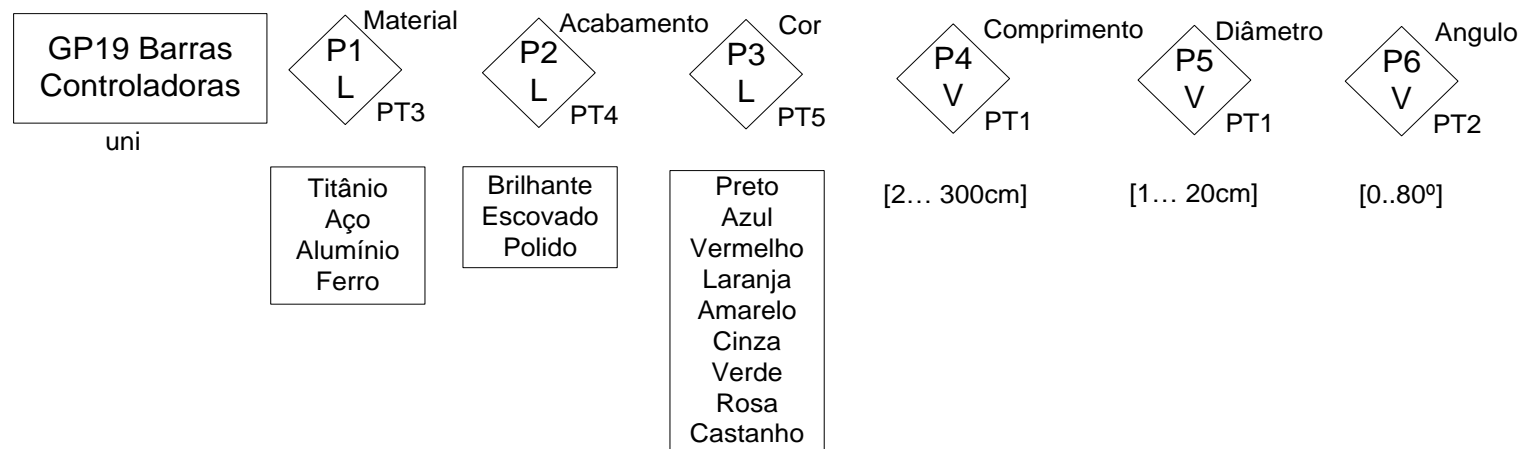 GP19 Barras
Controladoras
uni
P1
L
Material
PT3
P2
L
Acabamento
PT4
P3
L
Cor
PT5
P4
V
Comprimento
PT1
P5
V
Diâmetro
PT1
P6
V
Angulo
PT2
Titânio
Aço
Alumínio
Ferro
Brilhante
Escovado
Polido
Preto
Azul
Vermelho
Laranja
Amarelo
Cinza
Verde
Rosa
Castanho
[2… 300cm]
[1… 20cm]
[0..80º]